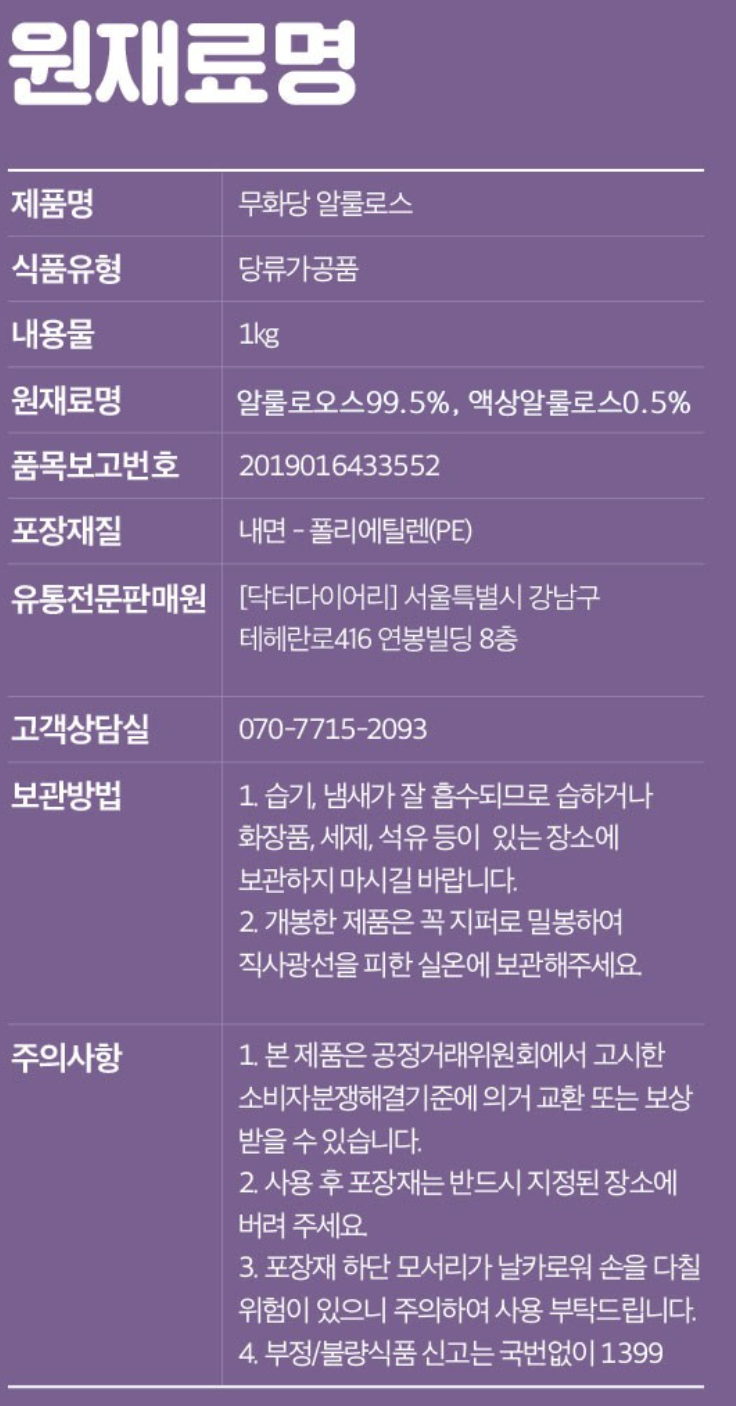 원재료명
제품명 무화당 알룰로스
식품유형 당류가공품
내용물 1kg
원재료명 알룰로오스99.5%, 액상알룰로스0.5%
품목보고번호 2019016433552
포장재질 내면 - 폴리에틸렌(PE)
유통전문판매원 [닥터다이어리] 서울특별시 강남구
테헤란로416 연봉빌딩 8층
고객상담실 070-7715-2093
보관방법 1. 습기, 냄새가 잘 흡수되므로 습하거나
화장품, 세제, 석유 등이 있는 장소에
보관하지 마시길 바랍니다.
2. 개봉한 제품은 꼭 지퍼로 밀봉하여
직사광선을 피한 실온에 보관해주세요.
주의사항 1. 본 제품은 공정거래위원회에서 고시한
소비자분쟁해결기준에 의거 교환 또는 보상
받을 수 있습니다.
2. 사용 후 포장재는 반드시 지정된 장소에
버려 주세요.
3. 포장재 하단 모서리가 날카로워 손을 다칠
위험이 있으니 주의하여 사용 부탁드립니다.
4. 부정/불량식품 신고는 국번없이 1399